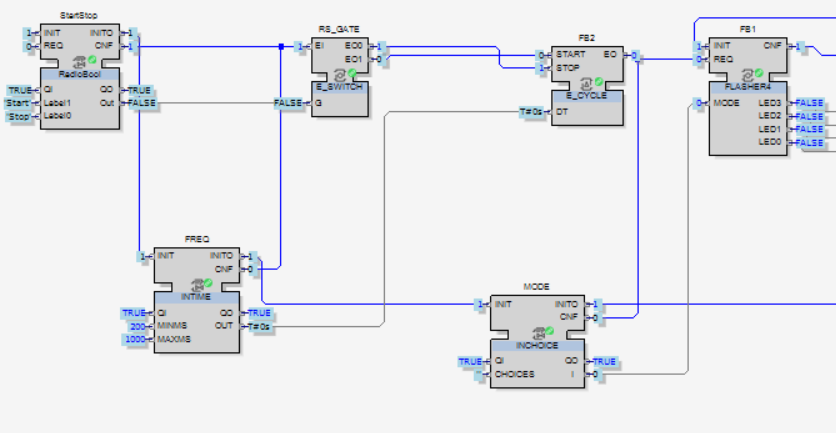 StartStop
1 INIT INITO 1
0 REQ CNF 1
RadioBool
TRUE QI QO TRUE
'Start' Label1 Out FALSE
'Stop' Label0
RS_GATE
1 EI EO0 1
EO1 0
E_SWITCH
FALSE G
FB2
0 START EO 0
1 STOP
E_CYCLE
T#0s DT
FB1
1 INIT CNF 1
0 REQ
FLASHER4
0 MODE LED3 FALSE
LED2 FALSE
LED1 FALSE
LED0 FALSE
FREQ
1 INIT INITO 1
CNF 0
INTIME
TRUE QI QO TRUE
200 MINMS OUT T#0s
1000 MAXMS
MODE
1 INIT INITO 1
CNF 0
INCHOICE
TRUE QI QO TRUE
CHOICES I 0